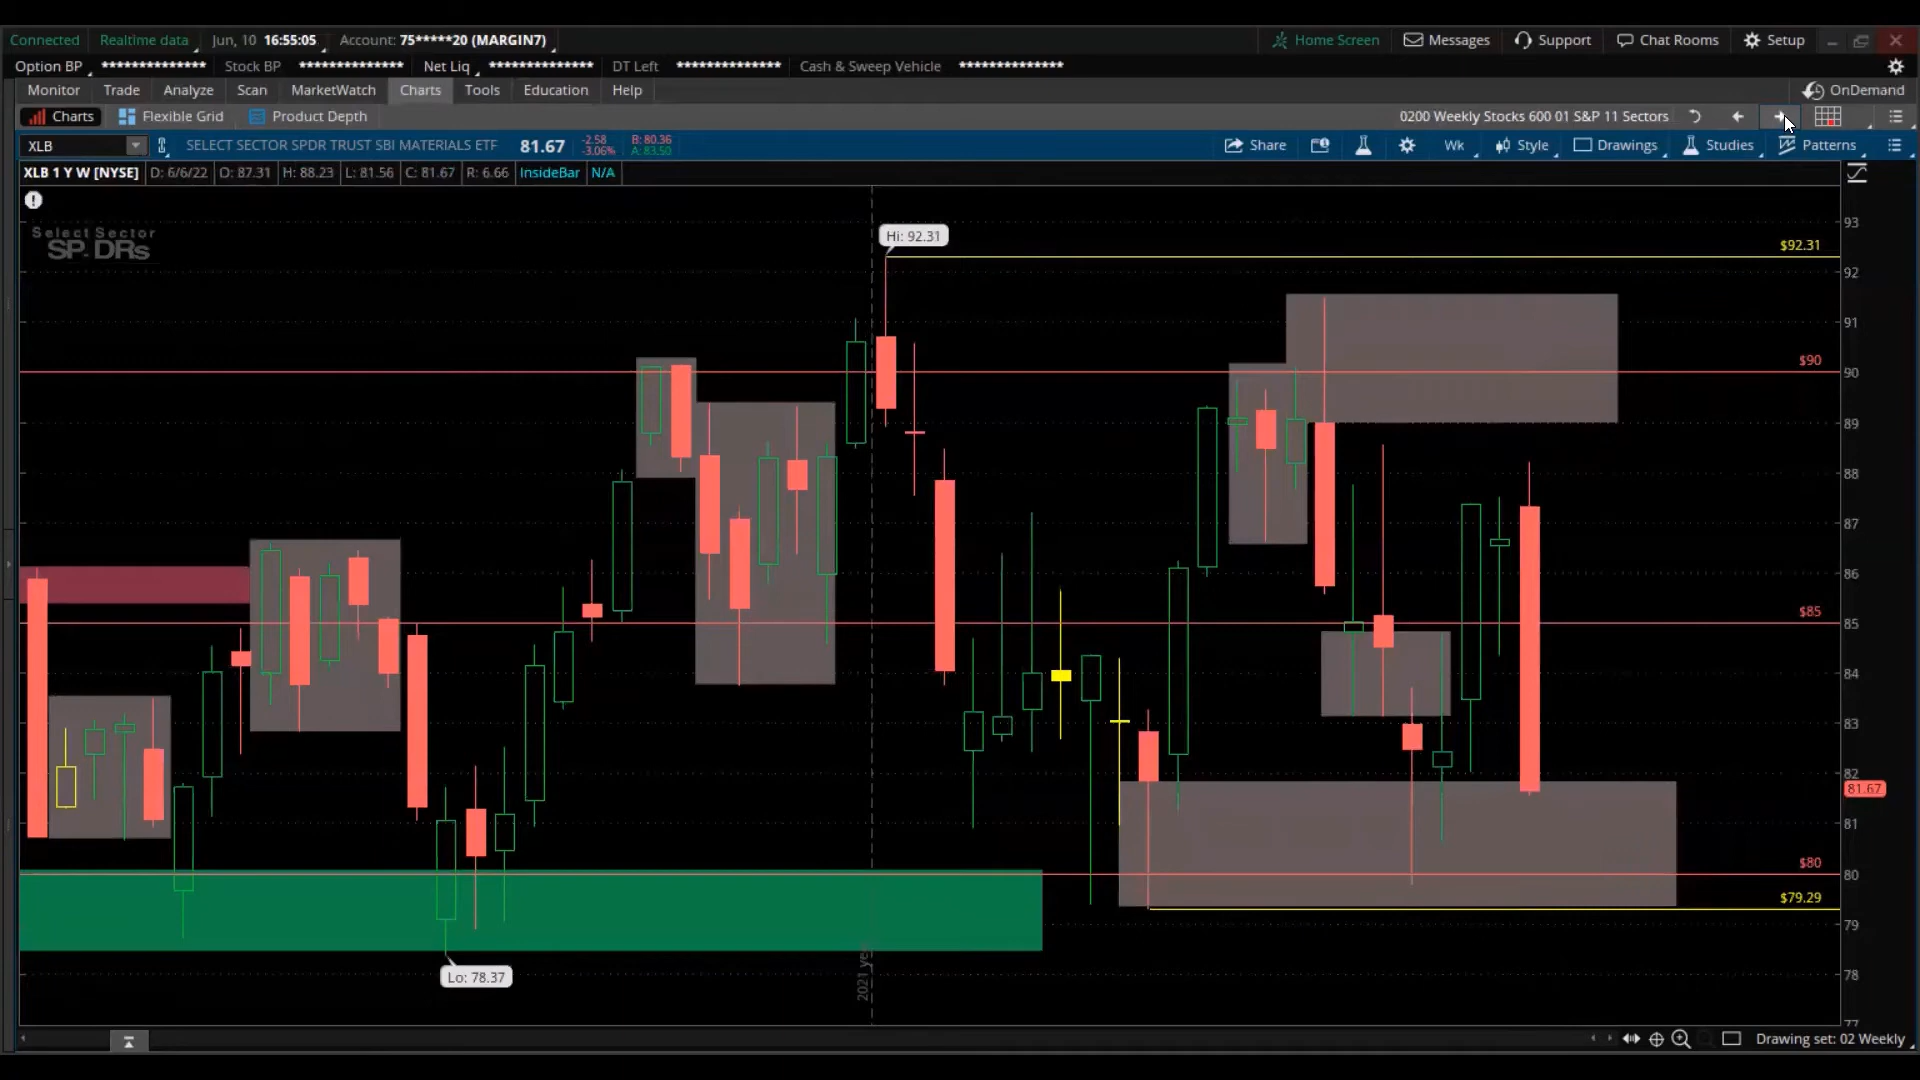 Connected Realtime data Jun, 10 16:55:05 Account: 75*****20 (MARGIN7) Home Screen Messages Support Chat Rooms Setup
Option BP ************** Stock BP ************** Net Liq ************** DT Left ************** Cash & Sweep Vehicle **************
Monitor Trade Analyze Scan MarketWatch Charts Tools Education Help OnDemand
Charts Flexible Grid Product Depth 0200 Weekly Stocks 600 01 S&P 11 Sectors
XLB SELECT SECTOR SPDR TRUST SBI MATERIALS ETF 81.67 -2.58 -3.06% B: 80.36 A: 83.50 Share Wk Style Drawings Studies Patterns
XLB 1 Y W [NYSE] D: 6/6/22 O: 87.31 H: 88.23 L: 81.56 C: 81.67 R: 6.66 InsideBar N/A
Select Sector
SPDRs
Hi: 92.31
$92.31
$90
$85
$80
$79.29
Lo: 78.37
93
92
91
90
89
88
87
86
85
84
83
82
81.67
81
80
79
78
77
Drawing set: 02 Weekly